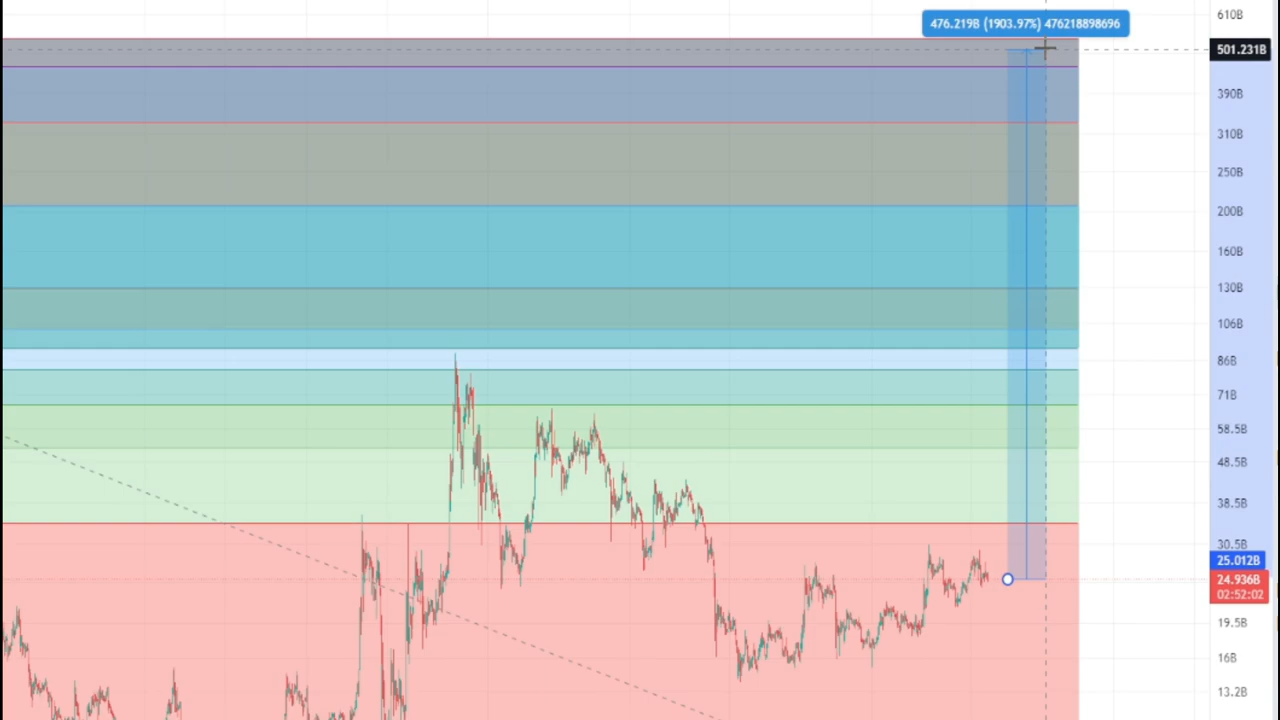 476.219B (1903.97%) 476218898696
610B
501.231B
390B
310B
250B
200B
160B
130B
106B
86B
71B
58.5B
48.5B
38.5B
30.5B
25.012B
24.936B
02:52:02
19.5B
16B
13.2B